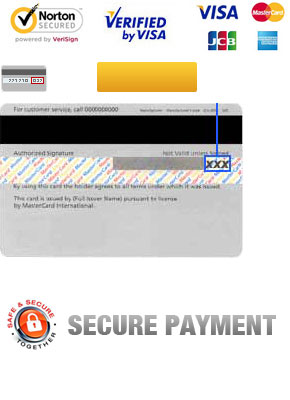 Norton SECURED
powered by VeriSign
VERIFIED by VISA
VISA
MasterCard
JCB
AMERICAN EXPRESS
For customer service, call 0000000000
Authorized Signature
Not Valid unless Signed
xxx
By using this card the holder agrees to all terms under which it was issued.
This card is issued by (Full Issuer Name) pursuant to license
by MasterCard International.
SAFE & SECURE
TOGETHER
SECURE PAYMENT